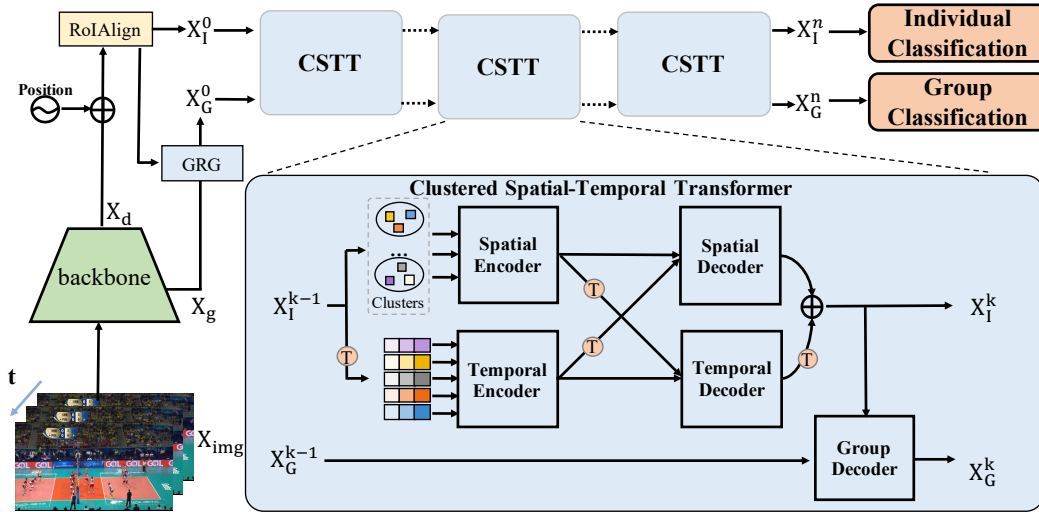 RoIAlign
X_I^0
CSTT
CSTT
CSTT
X_I^n
Individual
Classification
Position
X_G^0
X_G^n
Group
Classification
GRG
Clustered Spatial-Temporal Transformer
X_d
backbone
X_g
...
Clusters
Spatial
Encoder
Spatial
Decoder
X_I^{k-1}
T
T
T
T
X_I^k
Temporal
Encoder
Temporal
Decoder
t
X_img
X_G^{k-1}
Group
Decoder
X_G^k
GOL
GOL